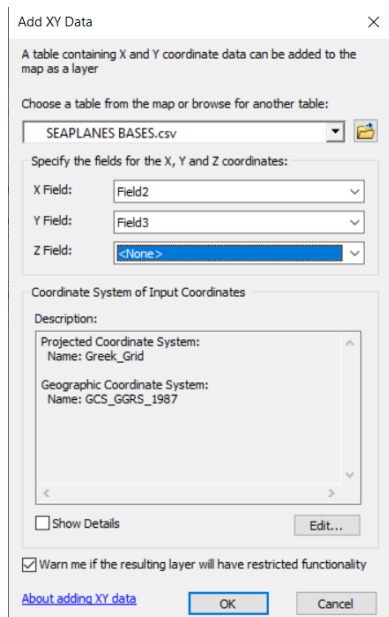 Add XY Data
A table containing X and Y coordinate data can be added to the
map as a layer
Choose a table from the map or browse for another table:
SEAPLANES BASES.csv
Specify the fields for the X, Y and Z coordinates:
X Field: Field2
Y Field: Field3
Z Field: <None>
Coordinate System of Input Coordinates
Description:
Projected Coordinate System:
Name: Greek_Grid
Geographic Coordinate System:
Name: GCS_GGRS_1987
Show Details Edit...
Warn me if the resulting layer will have restricted functionality
About adding XY data OK Cancel